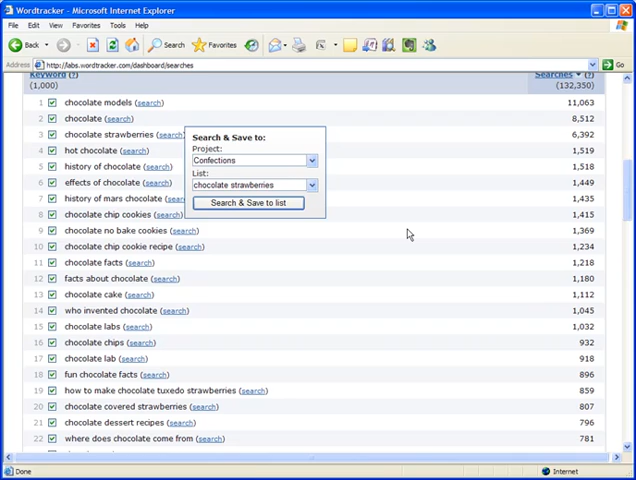 Wordtracker - Microsoft Internet Explorer
File Edit View Favorites Tools Help
Back Search Favorites
Address http://labs.wordtracker.com/dashboard/searches Go
Keyword (?) Searches (?)
(1,000) (132,350)
1 chocolate models (search) 11,063
2 chocolate (search) 8,512
3 chocolate strawberries (search) 6,392
4 hot chocolate (search) 1,519
5 history of chocolate (search) 1,518
6 effects of chocolate (search) 1,449
7 history of mars chocolate 1,435
8 chocolate chip cookies (search) 1,415
9 chocolate no bake cookies (search) 1,369
10 chocolate chip cookie recipe (search) 1,234
11 chocolate facts (search) 1,218
12 facts about chocolate (search) 1,180
13 chocolate cake (search) 1,112
14 who invented chocolate (search) 1,045
15 chocolate labs (search) 1,032
16 chocolate chips (search) 932
17 chocolate lab (search) 918
18 fun chocolate facts (search) 896
19 how to make chocolate tuxedo strawberries (search) 859
20 chocolate covered strawberries (search) 807
21 chocolate dessert recipes (search) 796
22 where does chocolate come from (search) 781
Search & Save to:
Project:
Confections
List:
chocolate strawberries
Search & Save to list
Done Internet